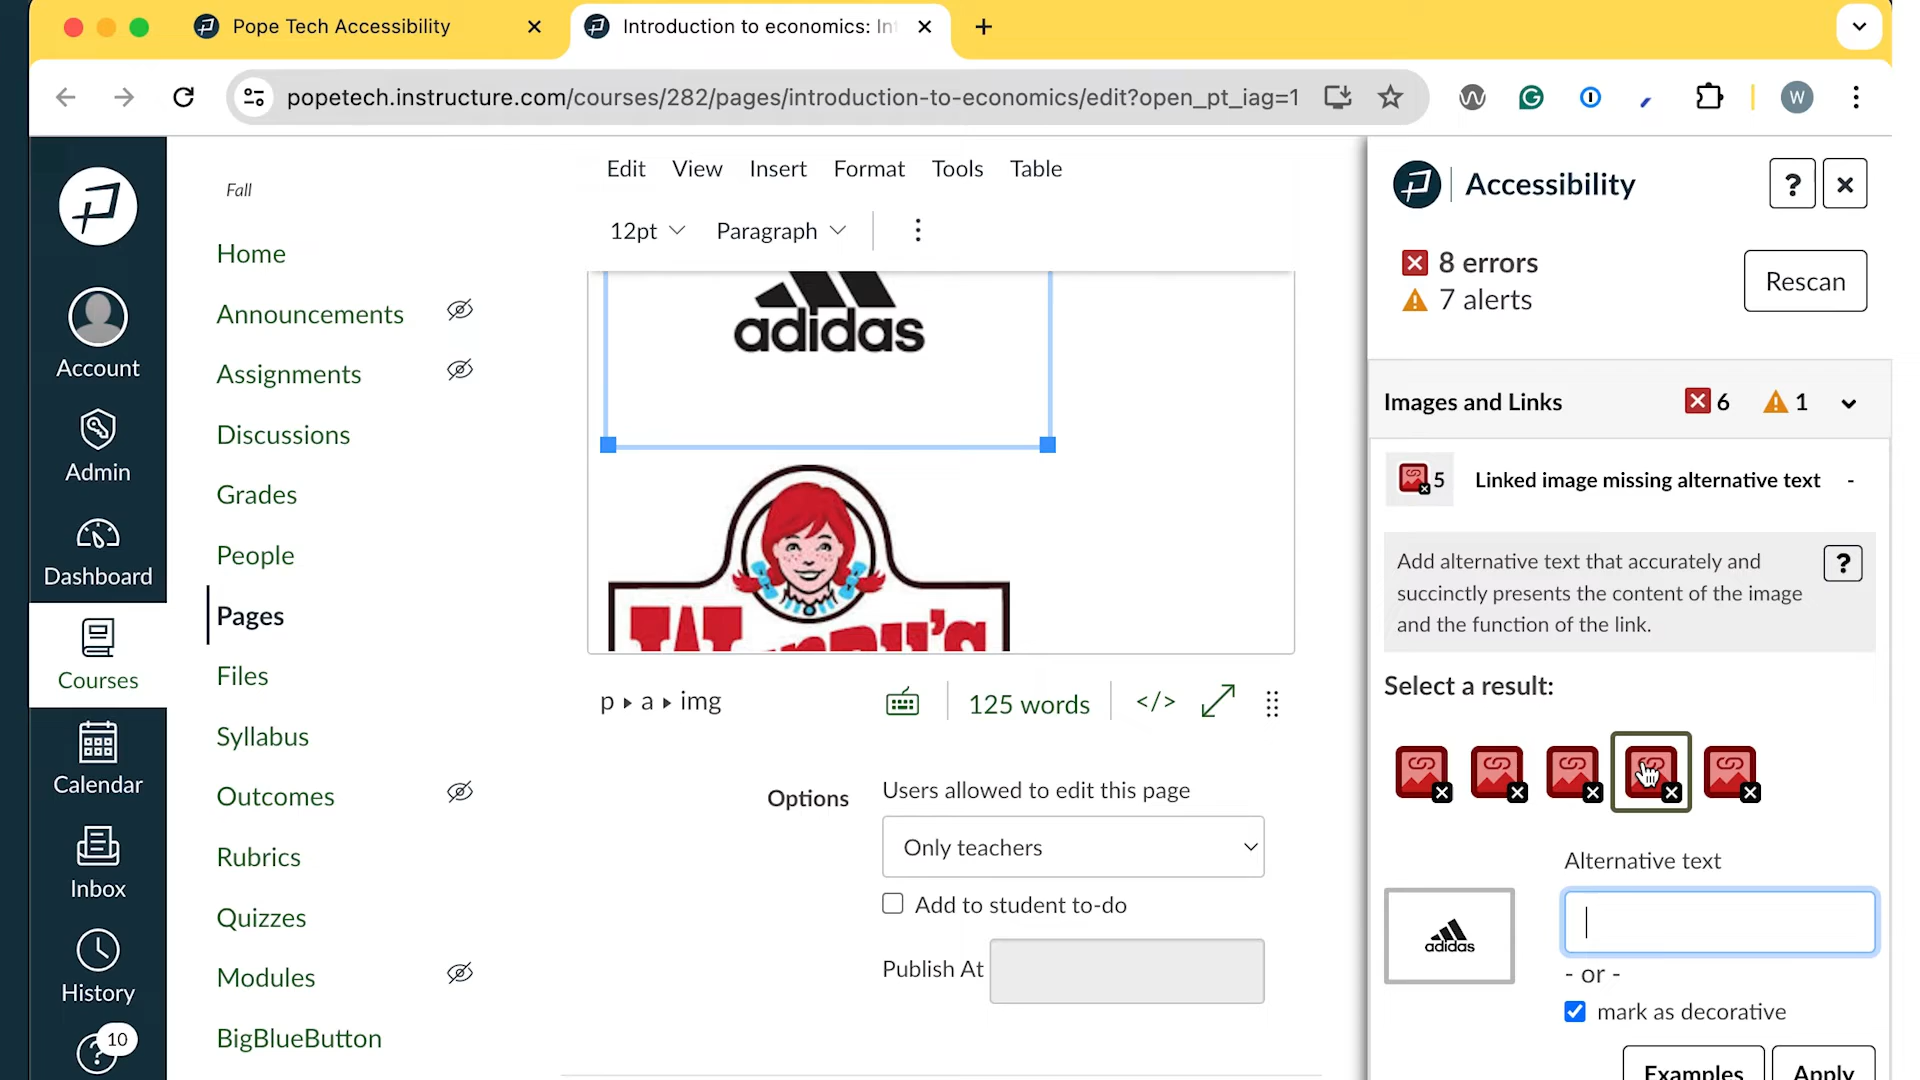 Pope Tech Accessibility
Introduction to economics: In
popetech.instructure.com/courses/282/pages/introduction-to-economics/edit?open_pt_iag=1
W
Account
Admin
Dashboard
Courses
Calendar
Inbox
History
10
Fall
Home
Announcements
Assignments
Discussions
Grades
People
Pages
Files
Syllabus
Outcomes
Rubrics
Quizzes
Modules
BigBlueButton
Edit View Insert Format Tools Table
12pt Paragraph
adidas
Wendy's
p ▸ a ▸ img
125 words
</>
Options
Users allowed to edit this page
Only teachers
Add to student to-do
Publish At
Accessibility
?
8 errors
7 alerts
Rescan
Images and Links 6 1
5 Linked image missing alternative text -
Add alternative text that accurately and
succinctly presents the content of the image
and the function of the link.
?
Select a result:
Alternative text
adidas
- or -
mark as decorative
Examples Apply